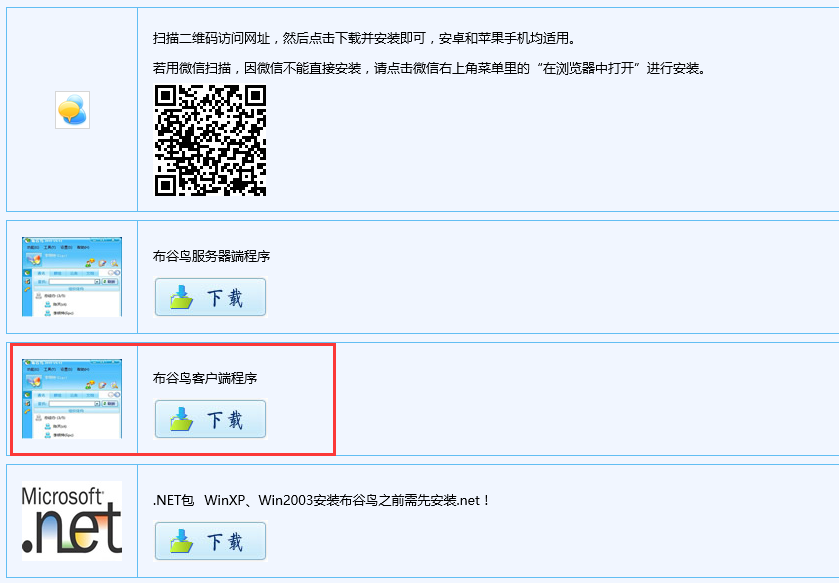 扫描二维码访问网址，然后点击下载并安装即可，安卓和苹果手机均适用。
若用微信扫描，因微信不能直接安装，请点击微信右上角菜单里的“在浏览器中打开”进行安装。
布谷鸟服务器端程序
下载
布谷鸟客户端程序
下载
Microsoft
.net
.NET包 WinXP、Win2003安装布谷鸟之前需先安装.net！
下载